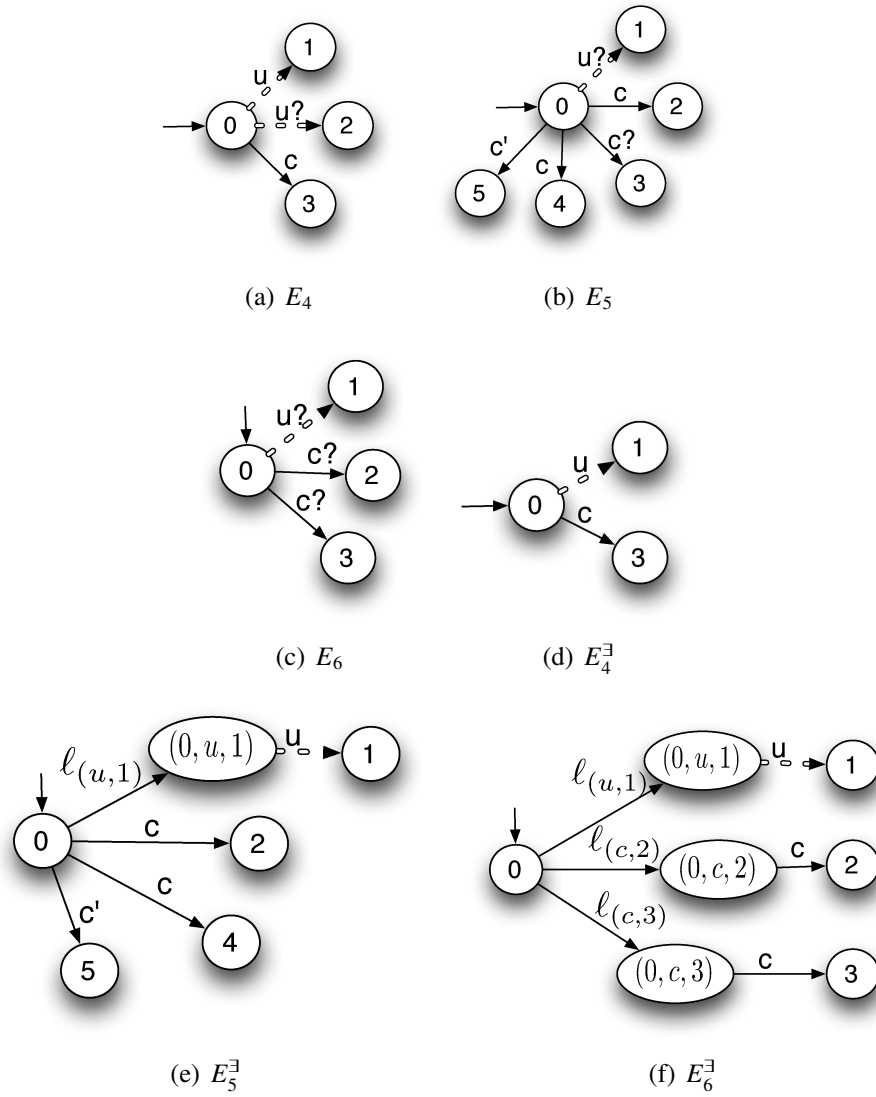 1
u
u?
0
2
c
3
(a) E₄
1
u?
0
c
2
c'
c
c?
5
4
3
(b) E₅
1
u?
0
c?
2
c?
3
(c) E₆
1
u
0
c
3
(d) E₄^∃
(0, u, 1)
u
1
ℓ(u,1)
0
c
2
c
c'
4
5
(e) E₅^∃
(0, u, 1)
u
1
ℓ(u,1)
ℓ(c,2)
0
(0, c, 2)
c
2
ℓ(c,3)
(0, c, 3)
c
3
(f) E₆^∃